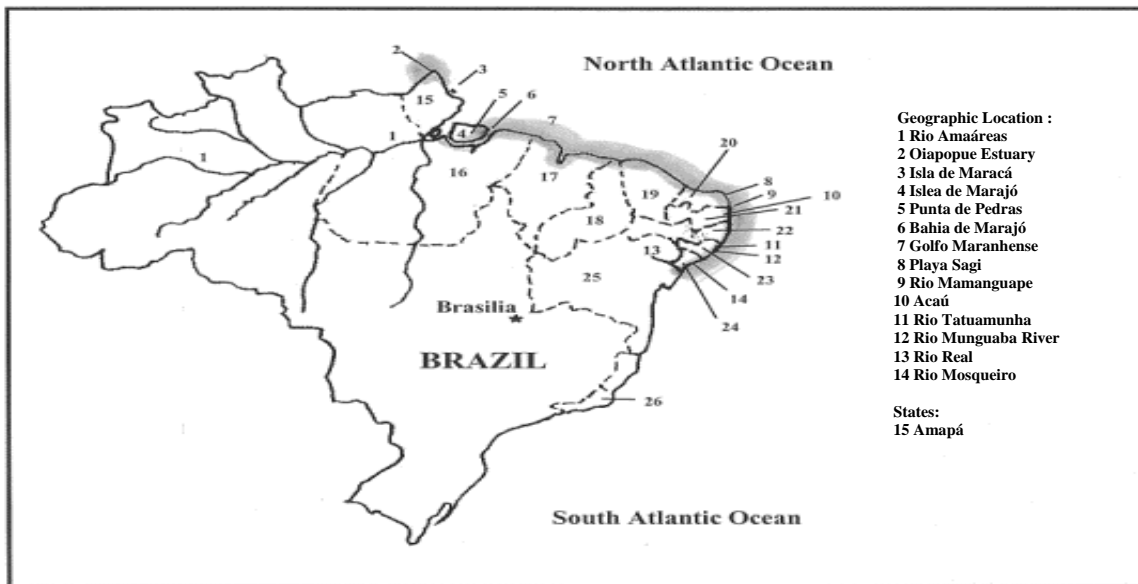 North Atlantic Ocean
2
3
15
5
6
7
1
4
1
16
17
20
8
9
10
19
21
18
22
11
13
12
25
23
14
24
Brasilia
BRAZIL
26
South Atlantic Ocean
Geographic Location :
1 Rio Amaáreas
2 Oiapopue Estuary
3 Isla de Maracá
4 Islea de Marajó
5 Punta de Pedras
6 Bahia de Marajó
7 Golfo Maranhense
8 Playa Sagi
9 Rio Mamanguape
10 Acaú
11 Rio Tatuamunha
12 Rio Munguaba River
13 Rio Real
14 Rio Mosqueiro
States:
15 Amapá